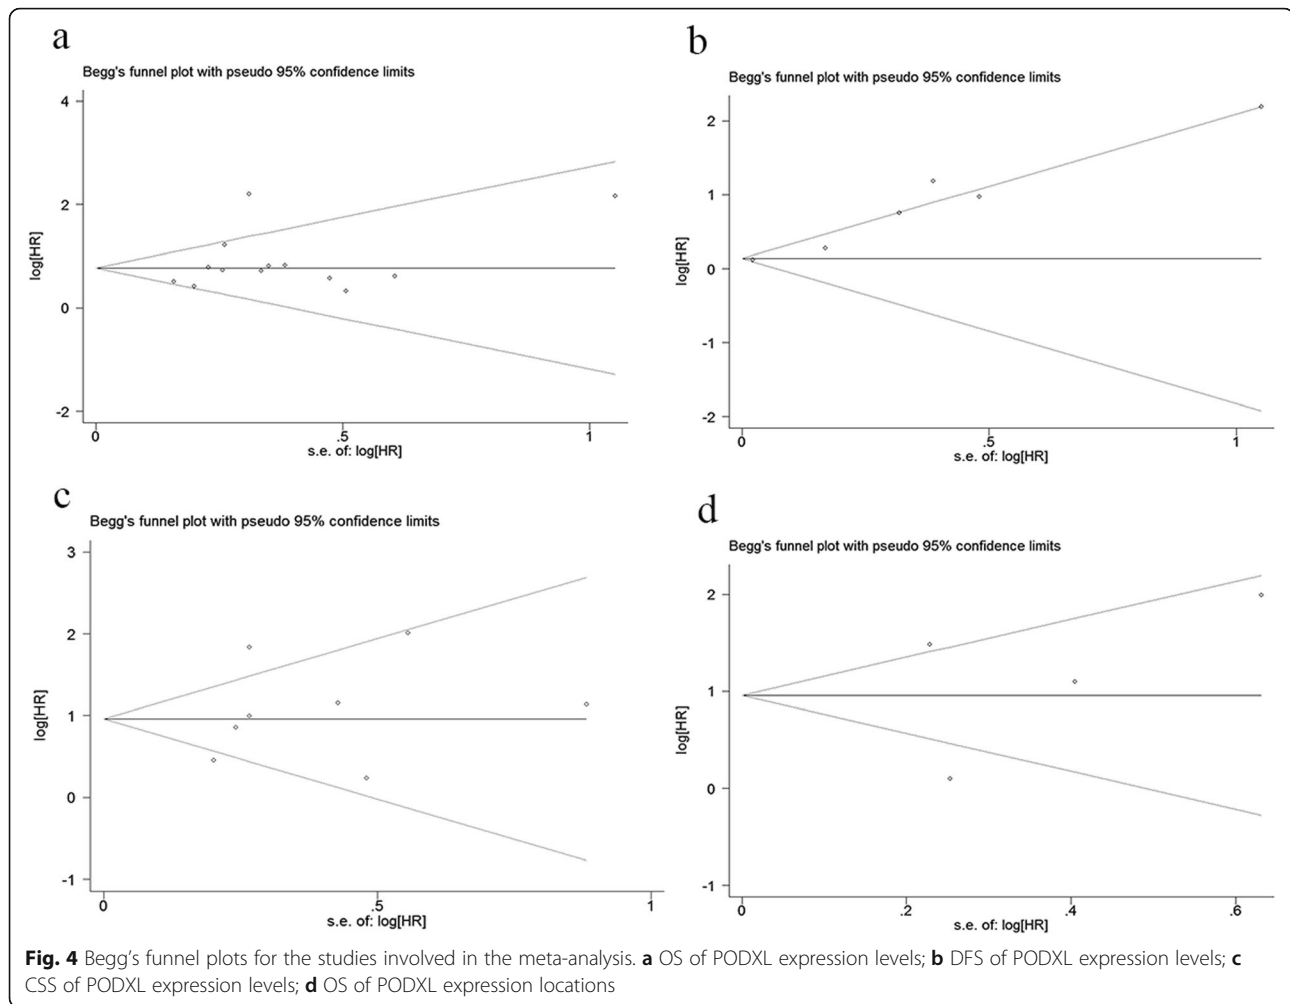 a
Begg's funnel plot with pseudo 95% confidence limits
4
2
0
-2
log[HR]
0
.5
1
s.e. of: log[HR]
b
Begg's funnel plot with pseudo 95% confidence limits
2
1
0
-1
-2
log[HR]
0
.5
1
s.e. of: log[HR]
c
Begg's funnel plot with pseudo 95% confidence limits
3
2
1
0
-1
log[HR]
0
.5
1
s.e. of: log[HR]
d
Begg's funnel plot with pseudo 95% confidence limits
2
1
0
-1
log[HR]
0
.2
.4
.6
s.e. of: log[HR]
Fig. 4 Begg's funnel plots for the studies involved in the meta-analysis. a OS of PODXL expression levels; b DFS of PODXL expression levels; c
CSS of PODXL expression levels; d OS of PODXL expression locations